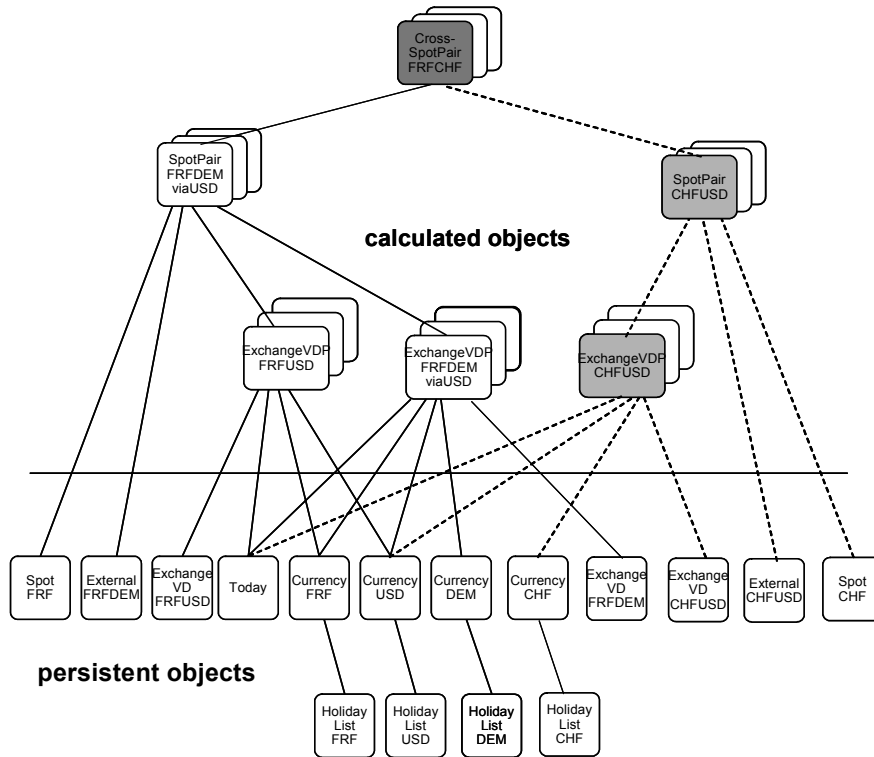 Cross-
SpotPair
FRFCHF
SpotPair
FRFDEM
viaUSD
SpotPair
CHFUSD
calculated objects
ExchangeVDP
FRFUSD
ExchangeVDP
FRFDEM
viaUSD
ExchangeVDP
CHFUSD
Spot
FRF
External
FRFDEM
Exchange
VD
FRFUSD
Today
Currency
FRF
Currency
USD
Currency
DEM
Currency
CHF
Exchange
VD
FRFDEM
Exchange
VD
CHFUSD
External
CHFUSD
Spot
CHF
persistent objects
Holiday
List
FRF
Holiday
List
USD
Holiday
List
DEM
Holiday
List
CHF